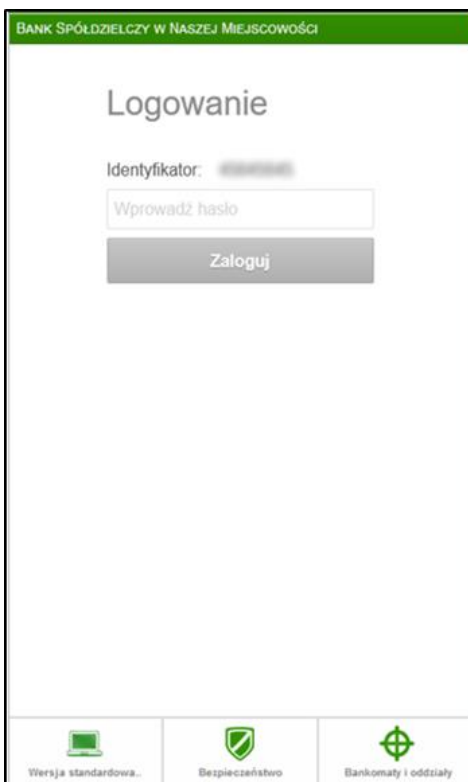 BANK SPÓŁDZIELCZY W NASZEJ MIEJSCOWOŚCI
Logowanie
Identyfikator:
Wprowadź hasło
Zaloguj
Wersja standardowa.. Bezpieczeństwo Bankomaty i oddziały